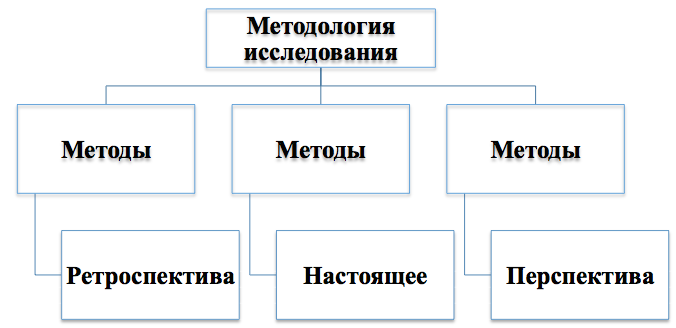 Методология
исследования
Методы
Методы
Методы
Ретроспектива
Настоящее
Перспектива